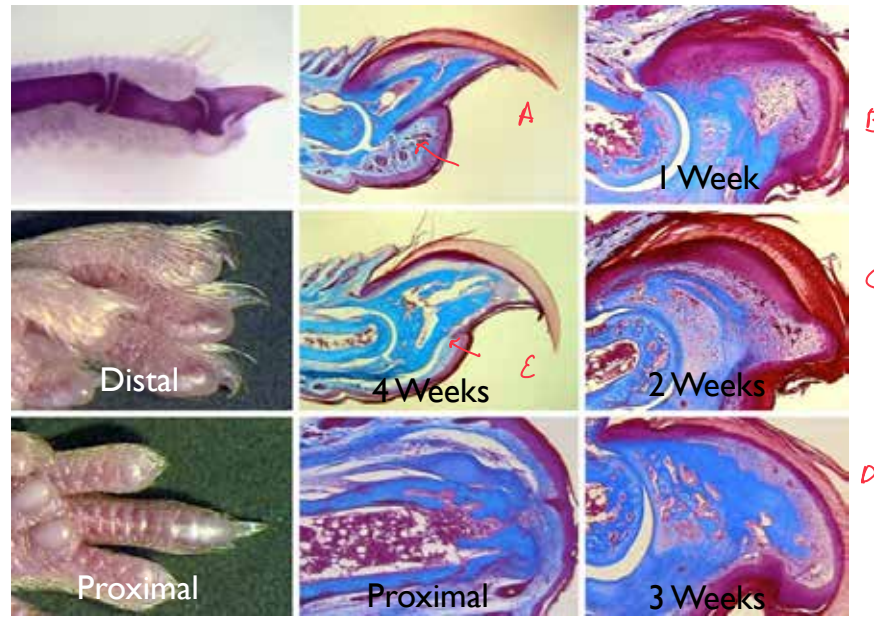 A
B
1 Week
C
Distal
4 Weeks
E
2 Weeks
D
Proximal
Proximal
3 Weeks